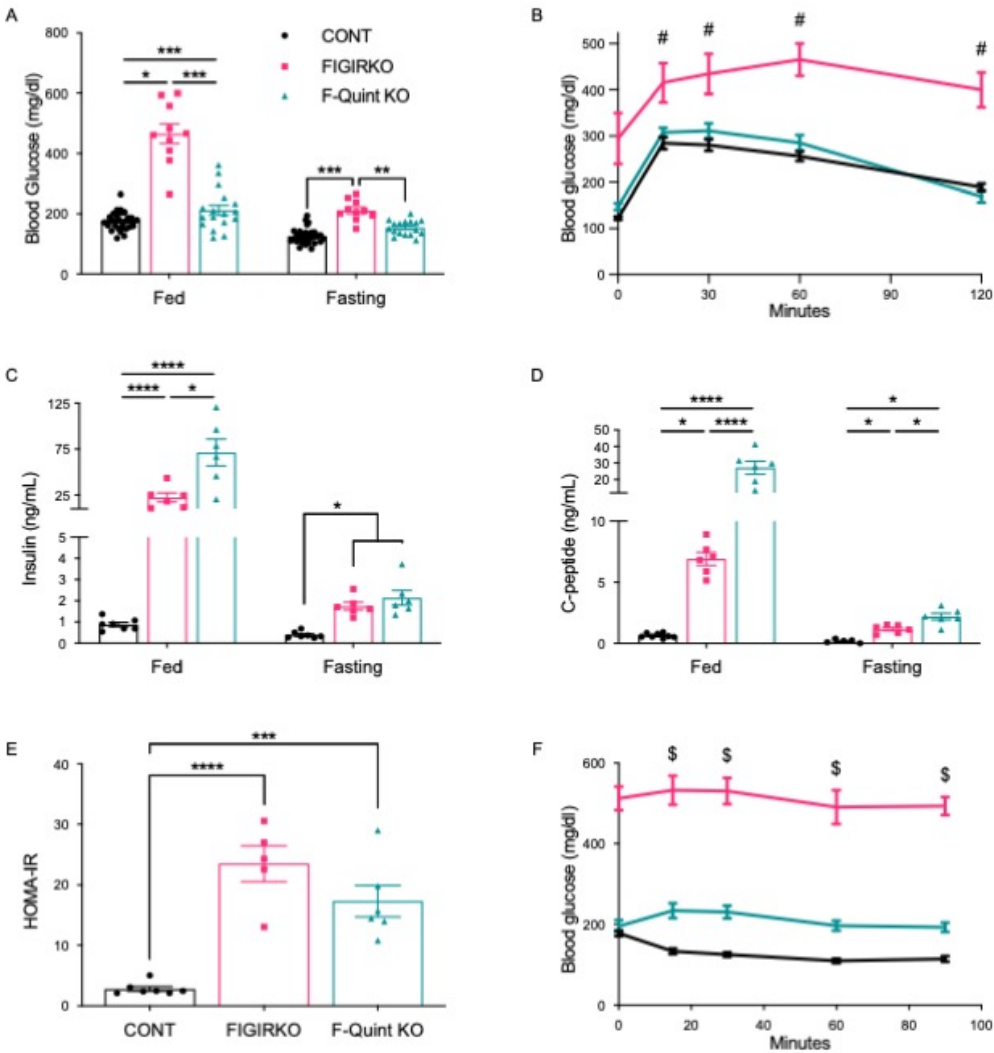 A
Blood Glucose (mg/dl)
800
600
400
200
0
***
*
***
***
**
Fed
Fasting
CONT
FIGIRKO
F-Quint KO
B
Blood glucose (mg/dl)
500
400
300
200
100
0
#
#
#
#
0
30
60
90
120
Minutes
C
Insulin (ng/mL)
125
75
25
5
4
3
2
1
0
****
****
*
*
Fed
Fasting
D
C-peptide (ng/mL)
50
40
30
20
10
5
0
****
*
****
*
*
*
Fed
Fasting
E
HOMA-IR
40
30
20
10
0
***
****
CONT
FIGIRKO
F-Quint KO
F
Blood glucose (mg/dl)
600
400
200
0
$
$
$
$
0
20
40
60
80
100
Minutes